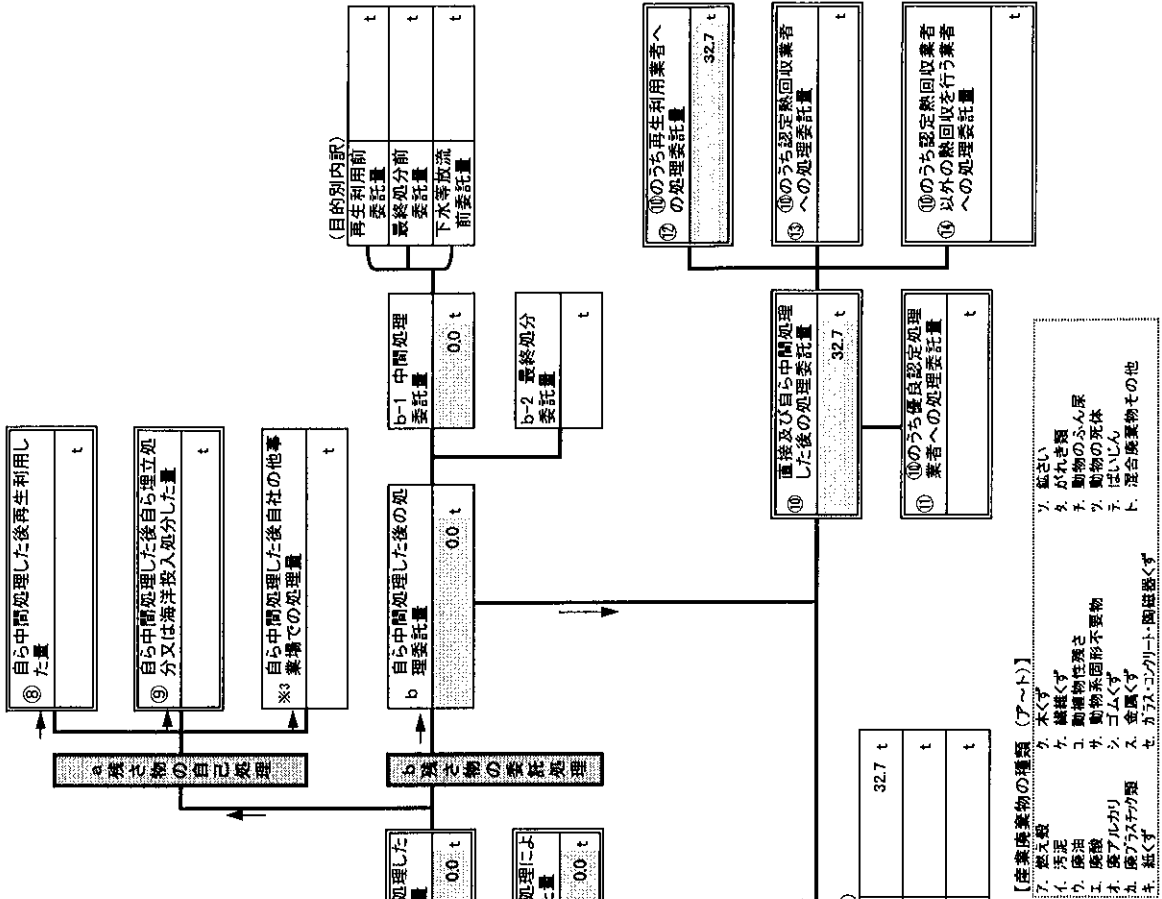 ⑧ 自ら中間処理した後再生利用し
た量
t
⑨ 自ら中間処理した後自ら埋立処
分又は海洋投入処分した量
t
自ら中間処理した後自社の他事
※3 業場での処理量
t
a 残さ物の自己処理
b 残さ物の委託処理
処理した
量
0.0 t
処理によ
量
0.0 t
b 自ら中間処理した後の処
理委託量
0.0 t
b-1 中間処理
委託量
0.0 t
b-2 最終処分
委託量
t
(目的別内訳)
再生利用前
委託量
t
最終処分前
委託量
t
下水等放流
前委託量
t
⑩ 直接及び自ら中間処理
した後の処理委託量
32.7 t
⑪ ⑩のうち優良認定処理
業者への処理委託量
t
⑫ ⑩のうち再生利用業者へ
の処理委託量
32.7 t
⑬ ⑩のうち認定熱回収業者
への処理委託量
t
⑭ ⑩のうち認定熱回収業者
以外の熱回収を行う業者
への処理委託量
t
)
32.7 t
t
t
【産業廃棄物の種類 (ア～ト)】
ア. 燃え殻
イ. 汚泥
ウ. 廃油
エ. 廃酸
オ. 廃アルカリ
カ. 廃プラスチック類
キ. 紙くず
ク. 木くず
ケ. 繊維くず
コ. 動植物性残さ
サ. 動物系固形不要物
シ. ゴムくず
ス. 金属くず
セ. ガラス・コンクリート・陶磁器くず
ソ. 鉱さい
タ. がれき類
チ. 動物のふん尿
ツ. 動物の死体
テ. ばいじん
ト. 混合廃棄物その他